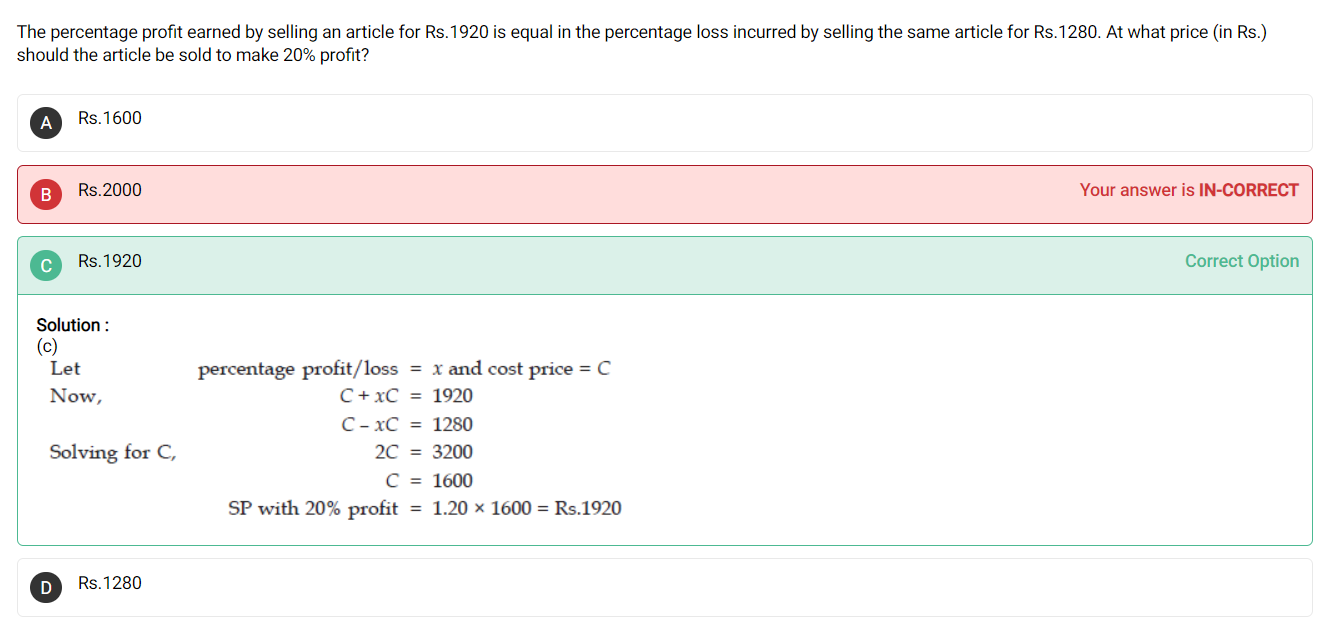 The percentage profit earned by selling an article for Rs.1920 is equal in the percentage loss incurred by selling the same article for Rs.1280. At what price (in Rs.)
should the article be sold to make 20% profit?
A Rs.1600
B Rs.2000 Your answer is IN-CORRECT
C Rs.1920 Correct Option
Solution :
(c)
Let percentage profit/loss = x and cost price = C
Now, C + xC = 1920
C – xC = 1280
Solving for C, 2C = 3200
C = 1600
SP with 20% profit = 1.20 × 1600 = Rs.1920
D Rs.1280